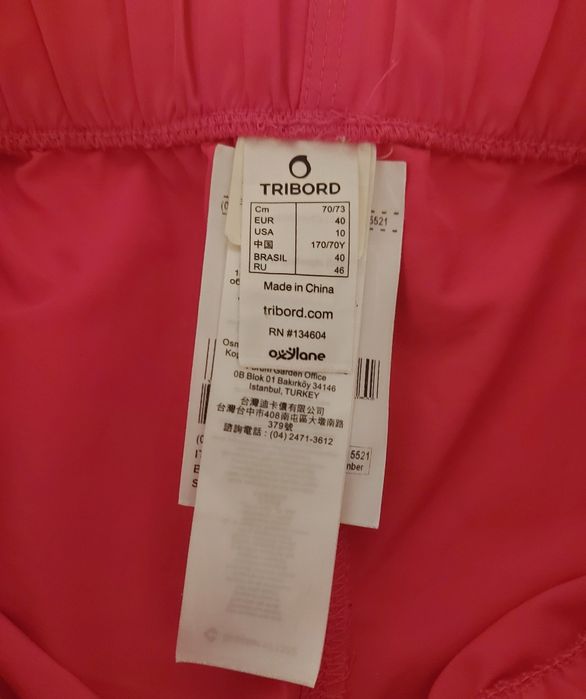 TRIBORD
Cm 70/73
EUR 40
USA 10
中国 170/70Y
BRASIL 40
RU 46
Made in China
tribord.com
RN #134604
oxylane
5521
Garden Office
0B Blok 01 Bakırköy 34146
Istanbul, TURKEY
台灣迪卡儂有限公司
台灣台中市408南屯區大墩南路
379號
諮詢電話：(04) 2471-3612
5521